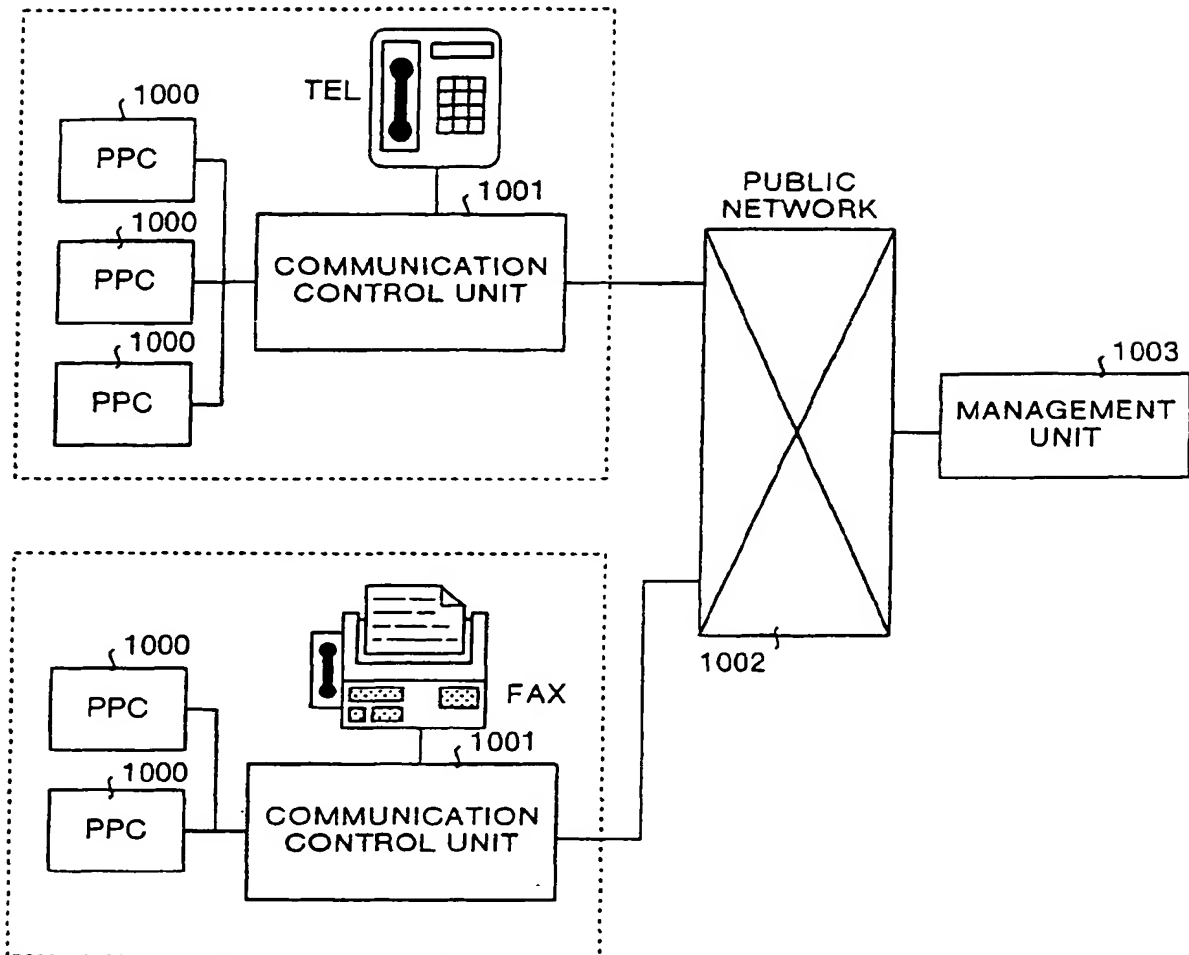 TEL
1000
PPC
1000
PPC
1000
PPC
1001
COMMUNICATION
CONTROL UNIT
PUBLIC
NETWORK
1002
1003
MANAGEMENT
UNIT
FAX
1000
PPC
1000
PPC
1001
COMMUNICATION
CONTROL UNIT